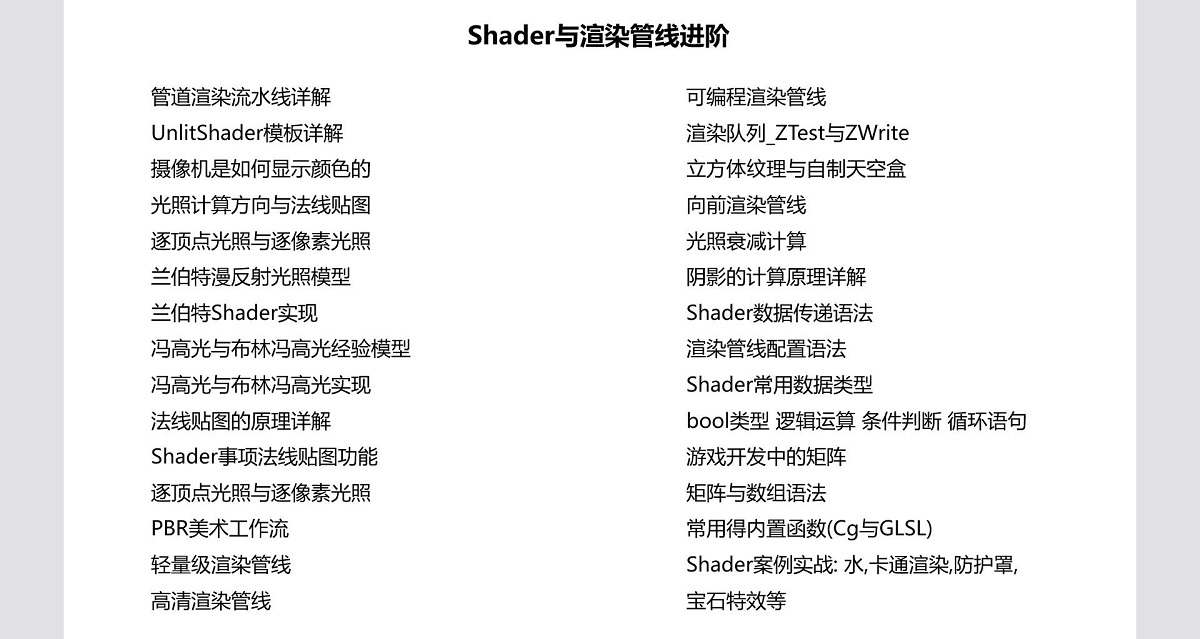 Shader与渲染管线进阶
管道渲染流水线详解
UnlitShader模板详解
摄像机是如何显示颜色的
光照计算方向与法线贴图
逐顶点光照与逐像素光照
兰伯特漫反射光照模型
兰伯特Shader实现
冯高光与布林冯高光经验模型
冯高光与布林冯高光实现
法线贴图的原理详解
Shader事项法线贴图功能
逐顶点光照与逐像素光照
PBR美术工作流
轻量级渲染管线
高清渲染管线
可编程渲染管线
渲染队列_ZTest与ZWrite
立方体纹理与自制天空盒
向前渲染管线
光照衰减计算
阴影的计算原理详解
Shader数据传递语法
渲染管线配置语法
Shader常用数据类型
bool类型 逻辑运算 条件判断 循环语句
游戏开发中的矩阵
矩阵与数组语法
常用得内置函数(Cg与GLSL)
Shader案例实战: 水,卡通渲染,防护罩,
宝石特效等